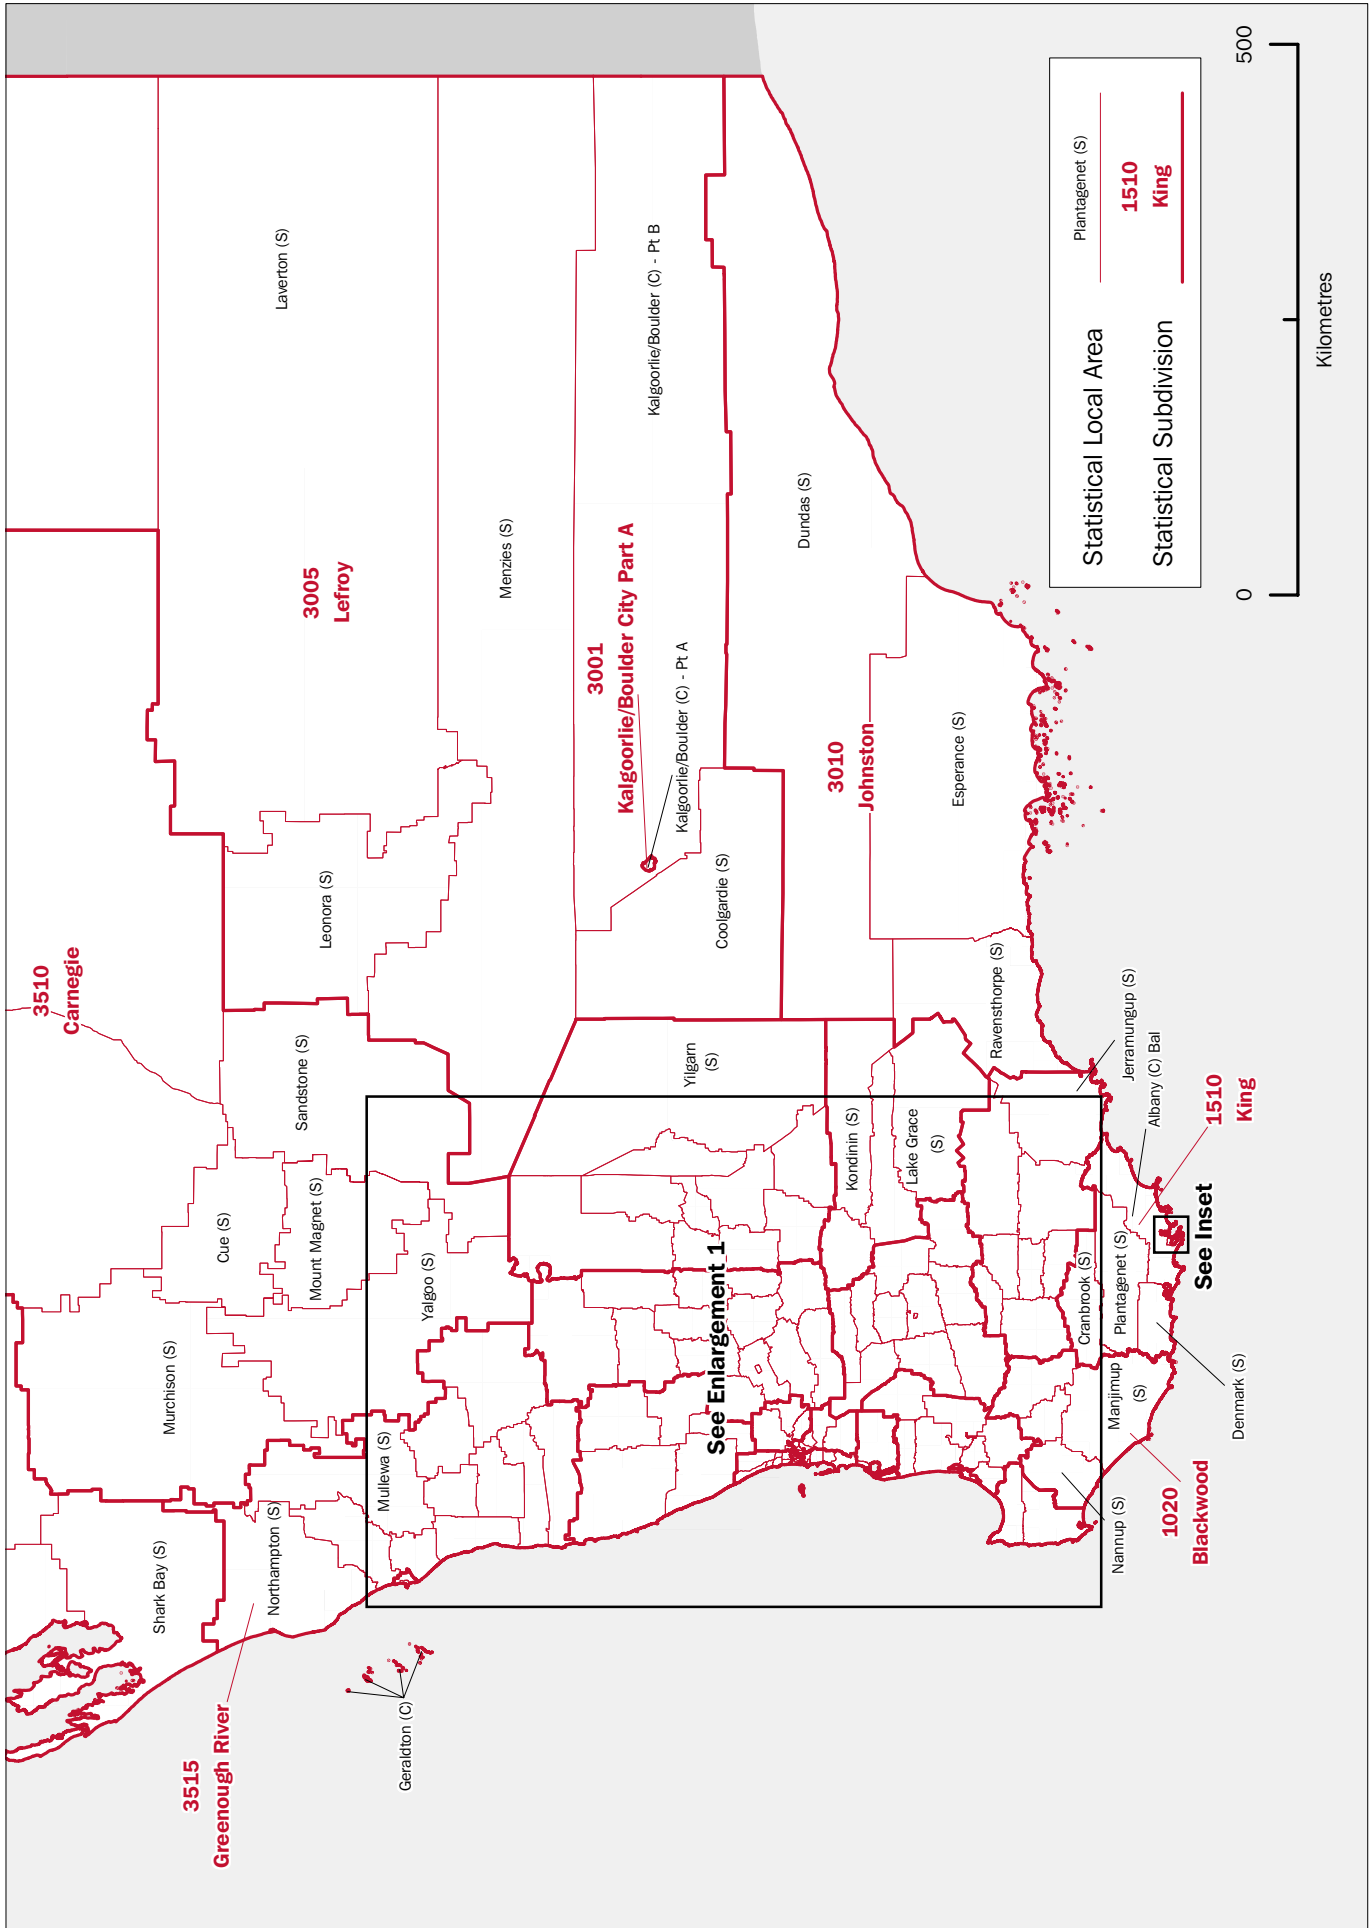 3510
Carnegie
Laverton (S)
3005
Lefroy
Leonora (S)
Sandstone (S)
Cue (S)
Mount Magnet (S)
Murchison (S)
Yalgoo (S)
Shark Bay (S)
Northampton (S)
Mullewa (S)
3515
Greenough River
Geraldton (C)
Menzies (S)
3001
Kalgoorlie/Boulder City Part A
Kalgoorlie/Boulder (C) - Pt B
Kalgoorlie/Boulder (C) - Pt A
Coolgardie (S)
Yilgarn
(S)
See Enlargement 1
Dundas (S)
3010
Johnston
Esperance (S)
Kondinin (S)
Lake Grace
(S)
Ravensthorpe (S)
Jerramungup (S)
Albany (C) Bal
1510
King
See Inset
Cranbrook (S)
Plantagenet (S)
Denmark (S)
Manjimup
(S)
Nannup (S)
1020
Blackwood
Statistical Local Area
Plantagenet (S)
Statistical Subdivision
1510
King
0
500
Kilometres